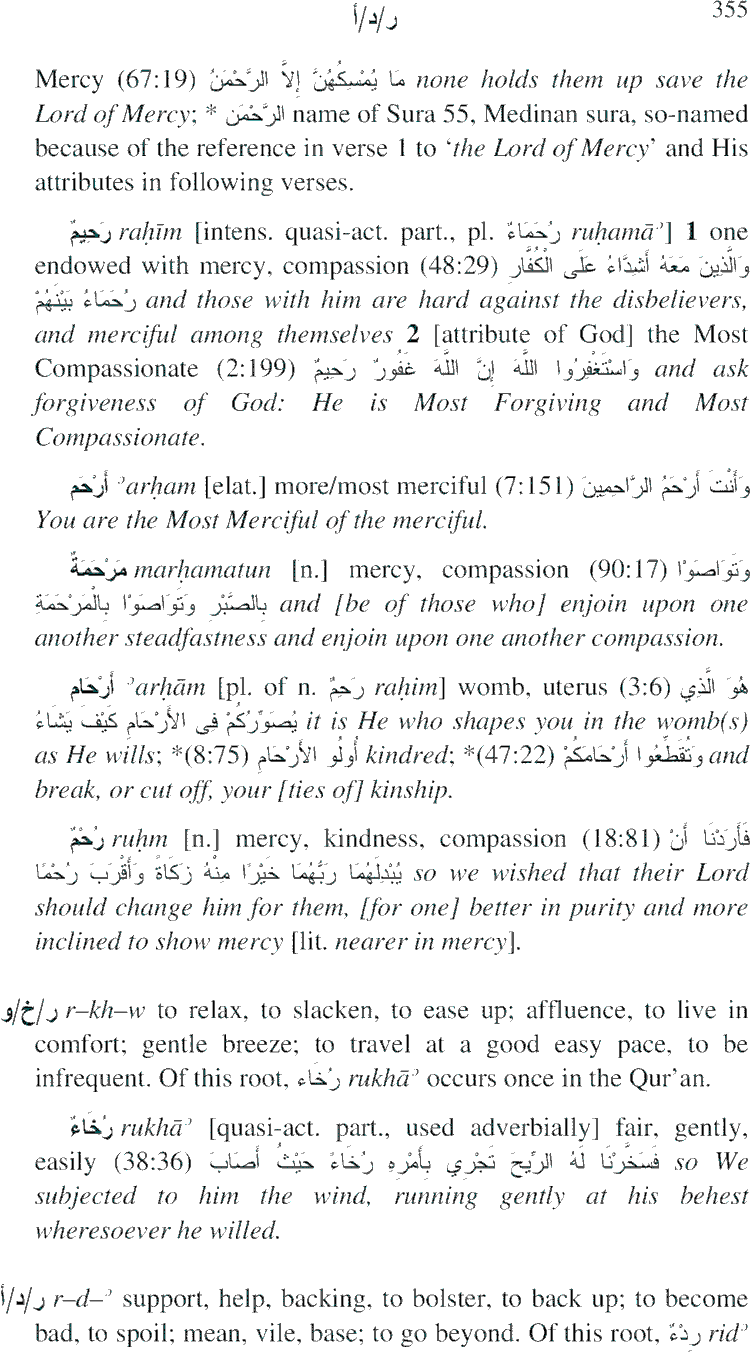 ر/د/أ 355
Mercy (67:19) مَا يُمْسِكُهُنَّ إِلاَّ الرَّحْمَنُ none holds them up save the
Lord of Mercy; * الرَّحْمَن name of Sura 55, Medinan sura, so-named
because of the reference in verse 1 to ‘the Lord of Mercy’ and His
attributes in following verses.
رَحِيمٌ raḥīm [intens. quasi-act. part., pl. رُحَمَاءٌ ruḥamāʾ] 1 one
endowed with mercy, compassion (48:29) وَالَّذِينَ مَعَهُ أَشِدَّاءُ عَلَى الْكُفَّارِ
رُحَمَاءُ بَيْنَهُمْ and those with him are hard against the disbelievers,
and merciful among themselves 2 [attribute of God] the Most
Compassionate (2:199) وَاسْتَغْفِرُوا اللَّهَ إِنَّ اللَّهَ غَفُورٌ رَحِيمٌ and ask
forgiveness of God: He is Most Forgiving and Most
Compassionate.
أَرْحَم ʾarḥam [elat.] more/most merciful (7:151) وَأَنْتَ أَرْحَمُ الرَّاحِمِينَ
You are the Most Merciful of the merciful.
مَرْحَمَةٌ marḥamatun [n.] mercy, compassion (90:17) وَتَوَاصَوْا
بِالصَّبْرِ وَتَوَاصَوْا بِالْمَرْحَمَةِ and [be of those who] enjoin upon one
another steadfastness and enjoin upon one another compassion.
أَرْحَام ʾarḥām [pl. of n. رَحِمٌ raḥim] womb, uterus (3:6) هُوَ الَّذِي
يُصَوِّرُكُمْ فِى الأَرْحَامِ كَيْفَ يَشَاءُ it is He who shapes you in the womb(s)
as He wills; *(8:75) أُولُو الأَرْحَامِ kindred; *(47:22) وَتُقَطِّعُوا أَرْحَامَكُمْ and
break, or cut off, your [ties of] kinship.
رُحْمٌ ruḥm [n.] mercy, kindness, compassion (18:81) فَأَرَدْنَا أَنْ
يُبْدِلَهُمَا رَبُّهُمَا خَيْرًا مِنْهُ زَكَاةً وَأَقْرَبَ رُحْمًا so we wished that their Lord
should change him for them, [for one] better in purity and more
inclined to show mercy [lit. nearer in mercy].
ر/خ/و r–kh–w to relax, to slacken, to ease up; affluence, to live in
comfort; gentle breeze; to travel at a good easy pace, to be
infrequent. Of this root, رُخَاء rukhāʾ occurs once in the Qur’an.
رُخَاءٌ rukhāʾ [quasi-act. part., used adverbially] fair, gently,
easily (38:36) فَسَخَّرْنَا لَهُ الرِّيحَ تَجْرِي بِأَمْرِهِ رُخَاءً حَيْثُ أَصَابَ so We
subjected to him the wind, running gently at his behest
wheresoever he willed.
ر/د/أ r–d–ʾ support, help, backing, to bolster, to back up; to become
bad, to spoil; mean, vile, base; to go beyond. Of this root, رِدْءٌ ridʾ